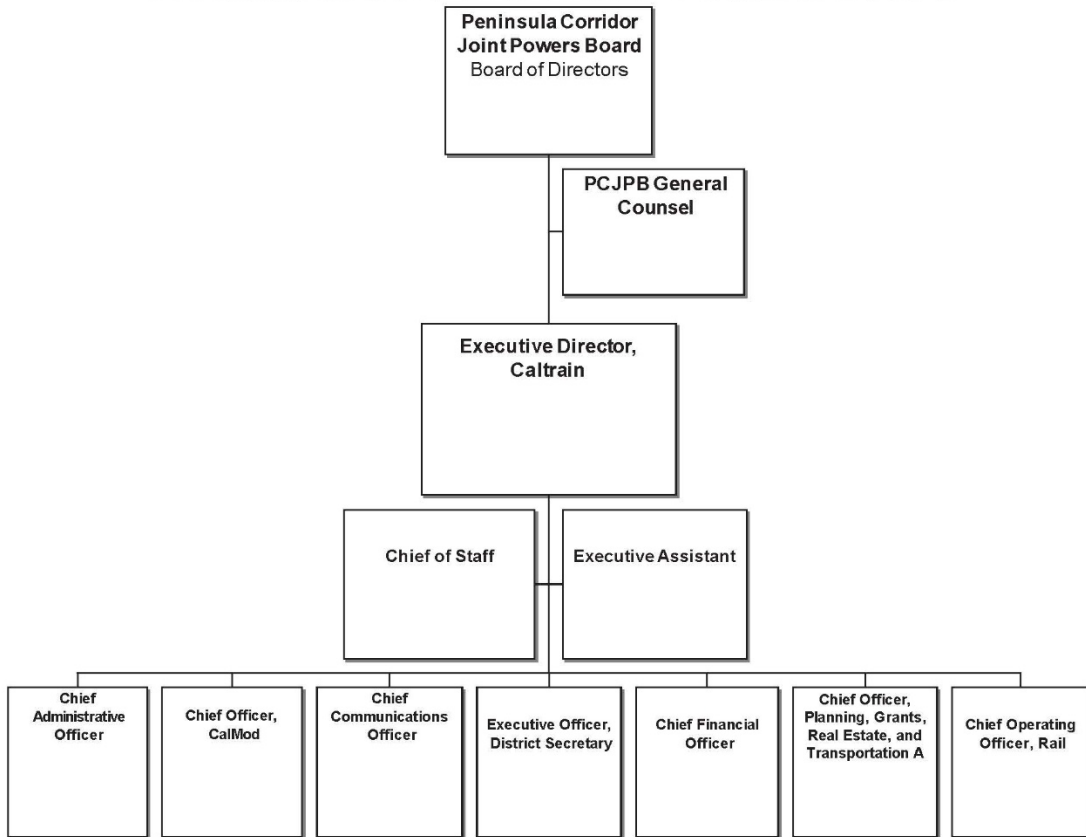 Peninsula Corridor
Joint Powers Board
Board of Directors
PCJPB General
Counsel
Executive Director,
Caltrain
Chief of Staff
Executive Assistant
Chief
Administrative
Officer
Chief Officer,
CalMod
Chief
Communications
Officer
Executive Officer,
District Secretary
Chief Financial
Officer
Chief Officer,
Planning, Grants,
Real Estate, and
Transportation A
Chief Operating
Officer, Rail